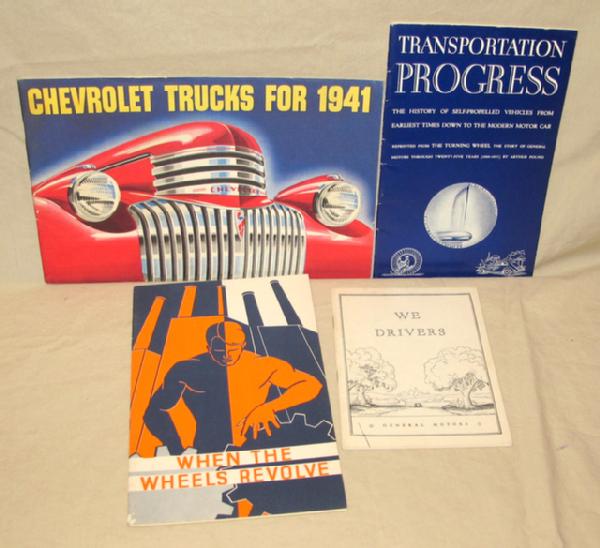 CHEVROLET TRUCKS FOR 1941
CHEVROLET
TRANSPORTATION
PROGRESS
THE HISTORY OF SELF-PROPELLED VEHICLES FROM
EARLIEST TIMES DOWN TO THE MODERN MOTOR CAR
REPRINTED FROM THE TURNING WHEEL THE STORY OF GENERAL
MOTORS THROUGH TWENTY-FIVE YEARS (1908-1933) BY ARTHUR POUND
WHEN THE
WHEELS REVOLVE
WE
DRIVERS
GENERAL MOTORS